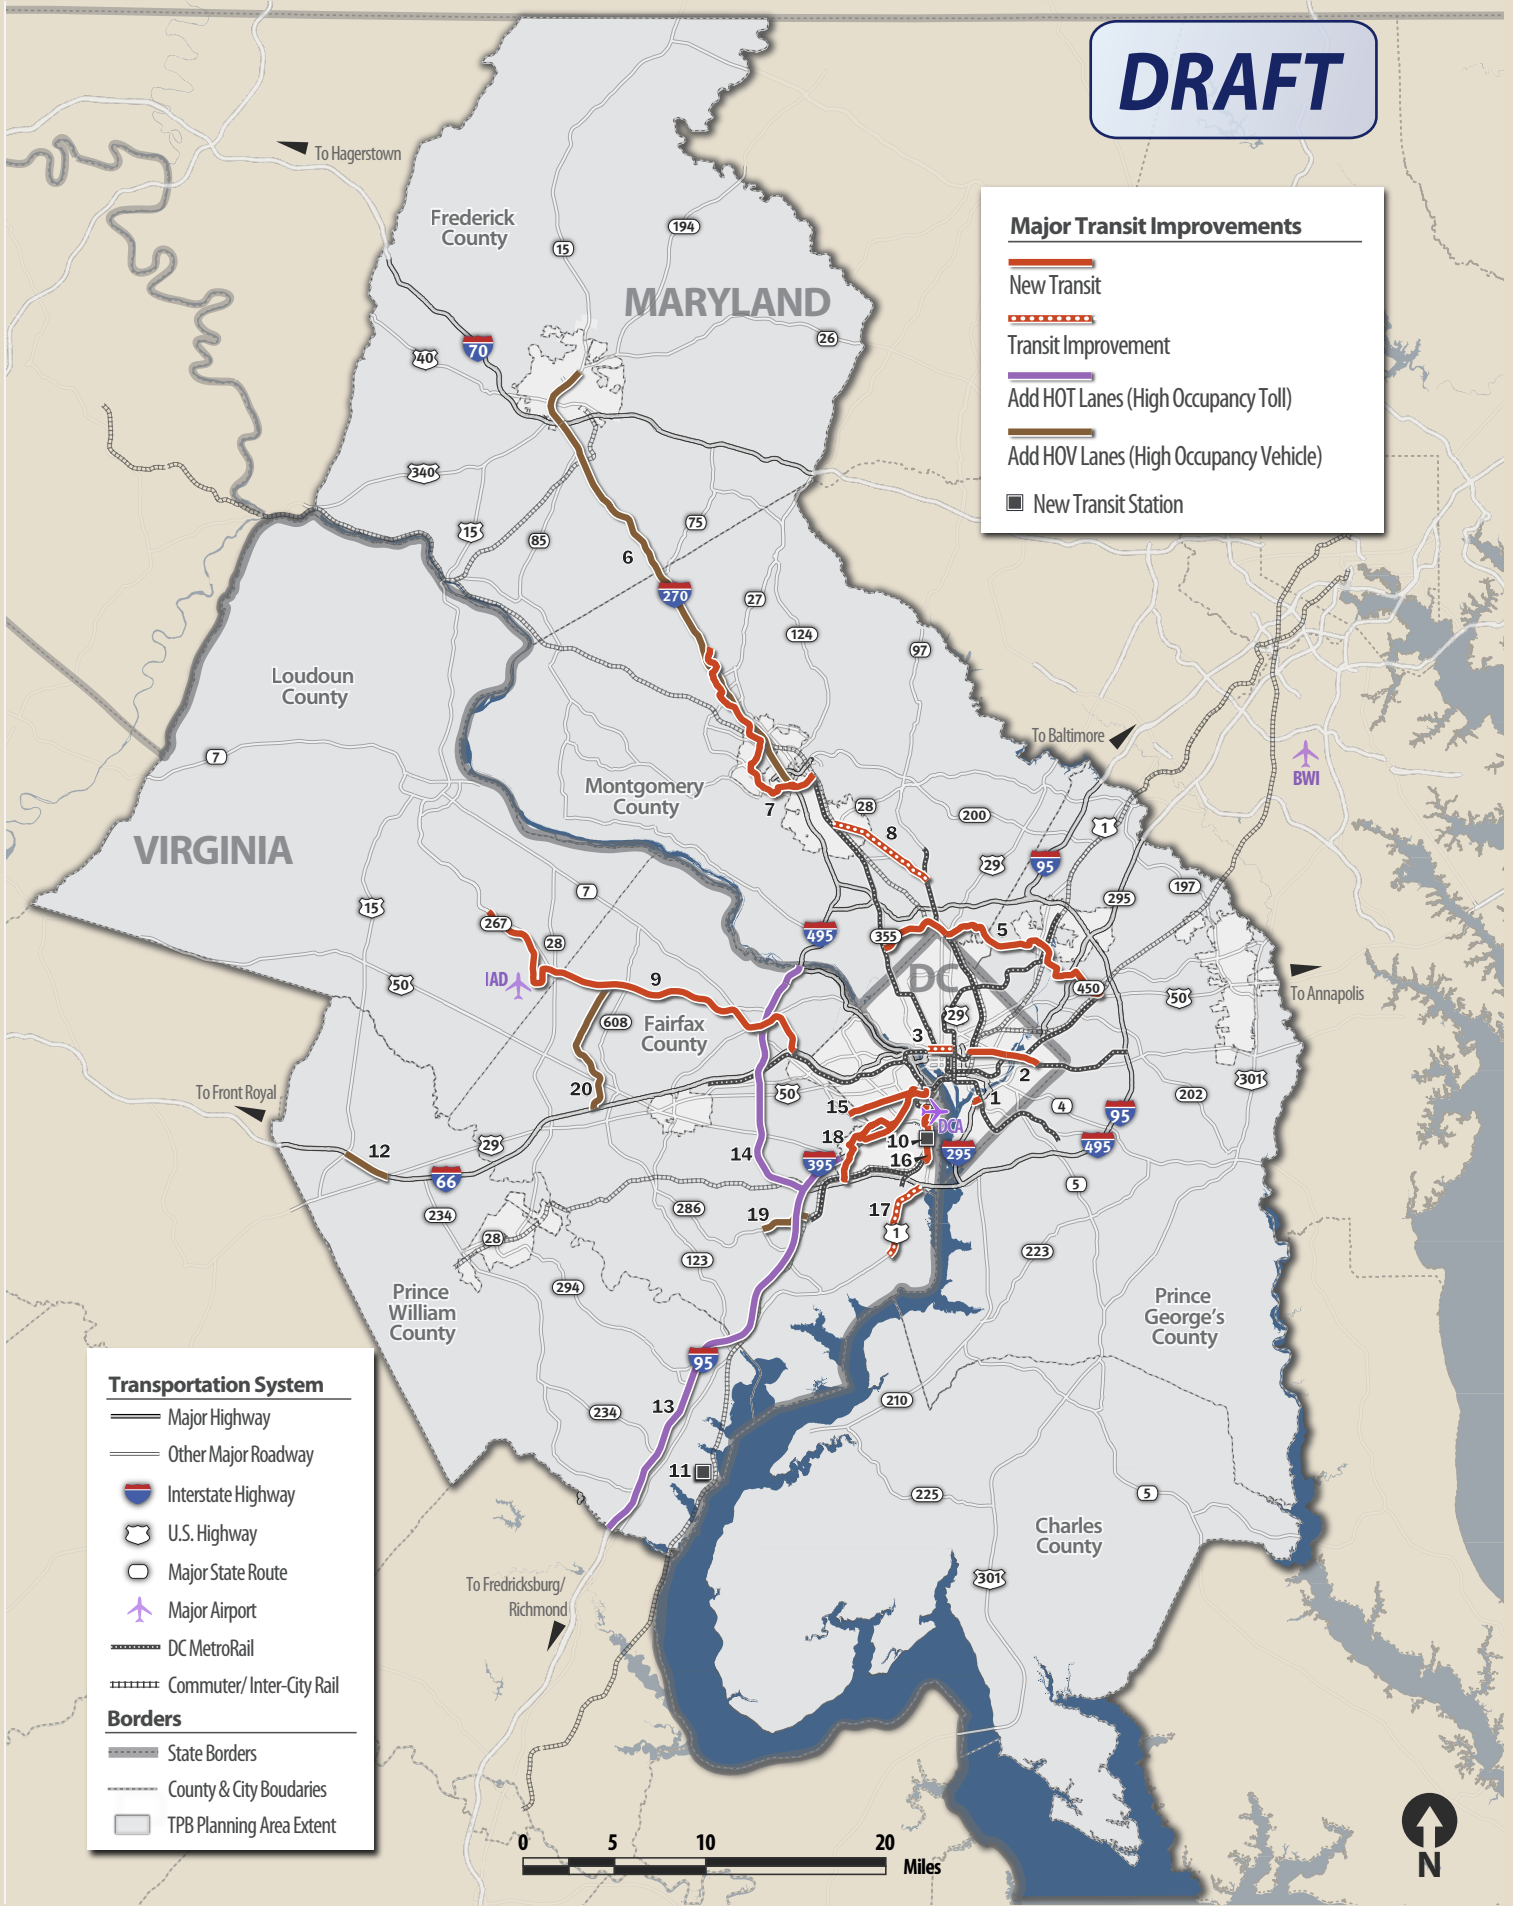 DRAFT
To Hagerstown
Frederick
County
194
15
MARYLAND
26
40
70
340
15
85
75
6
270
27
124
97
Major Transit Improvements
New Transit
Transit Improvement
Add HOT Lanes (High Occupancy Toll)
Add HOV Lanes (High Occupancy Vehicle)
New Transit Station
Loudoun
County
7
To Baltimore
BWI
Montgomery
County
7
28
8
200
1
29
95
VIRGINIA
7
15
267
28
495
355
5
295
197
IAD
9
50
608
Fairfax
County
DC
450
50
To Annapolis
29
3
2
20
To Front Royal
50
15
1
4
202
301
95
DCA
12
29
14
18
10
16
295
495
395
66
5
234
286
19
17
1
28
123
223
294
Prince
William
County
Prince
George's
County
95
13
234
210
11
225
5
Charles
County
301
To Fredricksburg/
Richmond
Transportation System
Major Highway
Other Major Roadway
Interstate Highway
U.S. Highway
Major State Route
Major Airport
DC MetroRail
Commuter/ Inter-City Rail
Borders
State Borders
County & City Boudaries
TPB Planning Area Extent
0 5 10 20
Miles
N